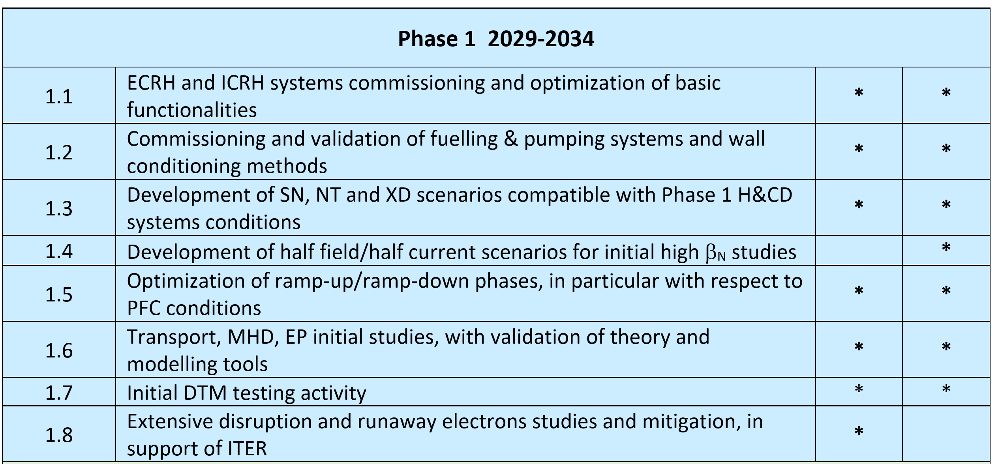 Phase 1  2029-2034
1.1 ECRH and ICRH systems commissioning and optimization of basic * *
functionalities
1.2 Commissioning and validation of fuelling & pumping systems and wall * *
conditioning methods
1.3 Development of SN, NT and XD scenarios compatible with Phase 1 H&CD * *
systems conditions
1.4 Development of half field/half current scenarios for initial high βN studies *
1.5 Optimization of ramp-up/ramp-down phases, in particular with respect to * *
PFC conditions
1.6 Transport, MHD, EP initial studies, with validation of theory and * *
modelling tools
1.7 Initial DTM testing activity * *
1.8 Extensive disruption and runaway electrons studies and mitigation, in *
support of ITER